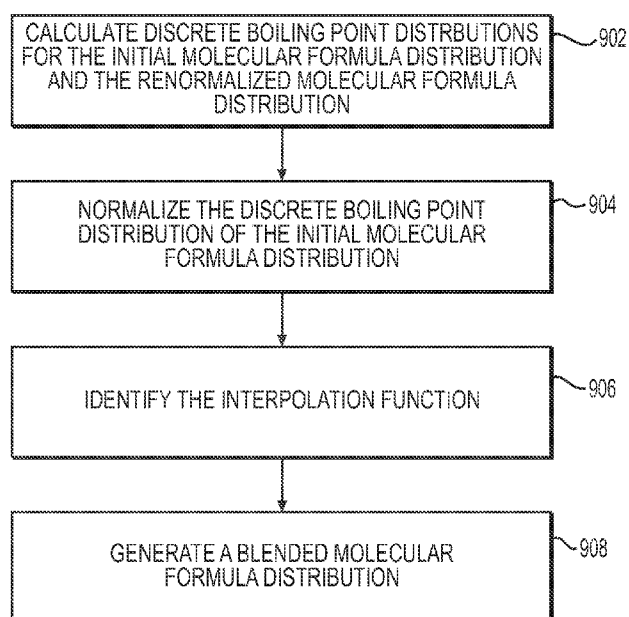 CALCULATE DISCRETE BOILING POINT DISTRBUTIONS
FOR THE INITIAL MOLECULAR FORMULA DISTRIBUTION
AND THE RENORMALIZED MOLECULAR FORMULA
DISTRIBUTION
902
NORMALIZE THE DISCRETE BOILING POINT
DISTRIBUTION OF THE INITIAL MOLECULAR
FORMULA DISTRIBUTION
904
IDENTIFY THE INTERPOLATION FUNCTION
906
GENERATE A BLENDED MOLECULAR
FORMULA DISTRIBUTION
908